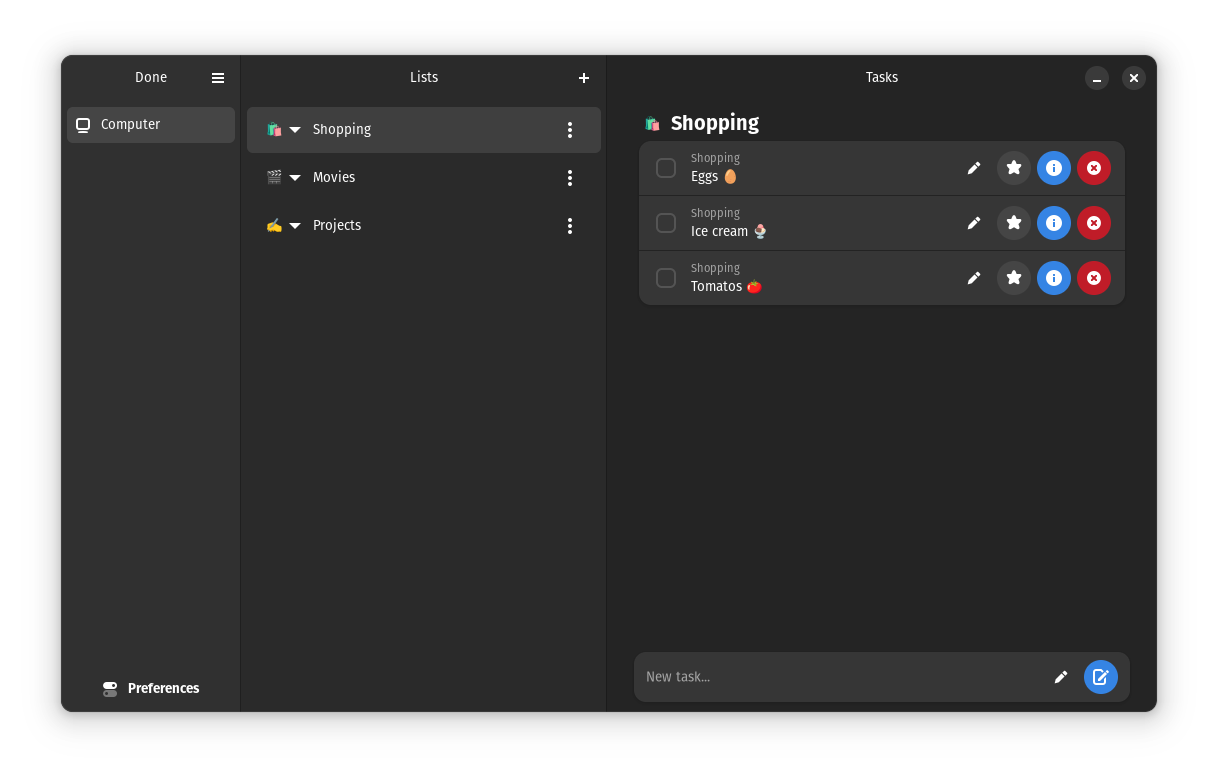 Done
Computer
Preferences
Lists
🛍️ Shopping
🎬 Movies
✍️ Projects
Tasks
🛍️ Shopping
Shopping
Eggs 🥚
Shopping
Ice cream 🍨
Shopping
Tomatos 🍅
New task...